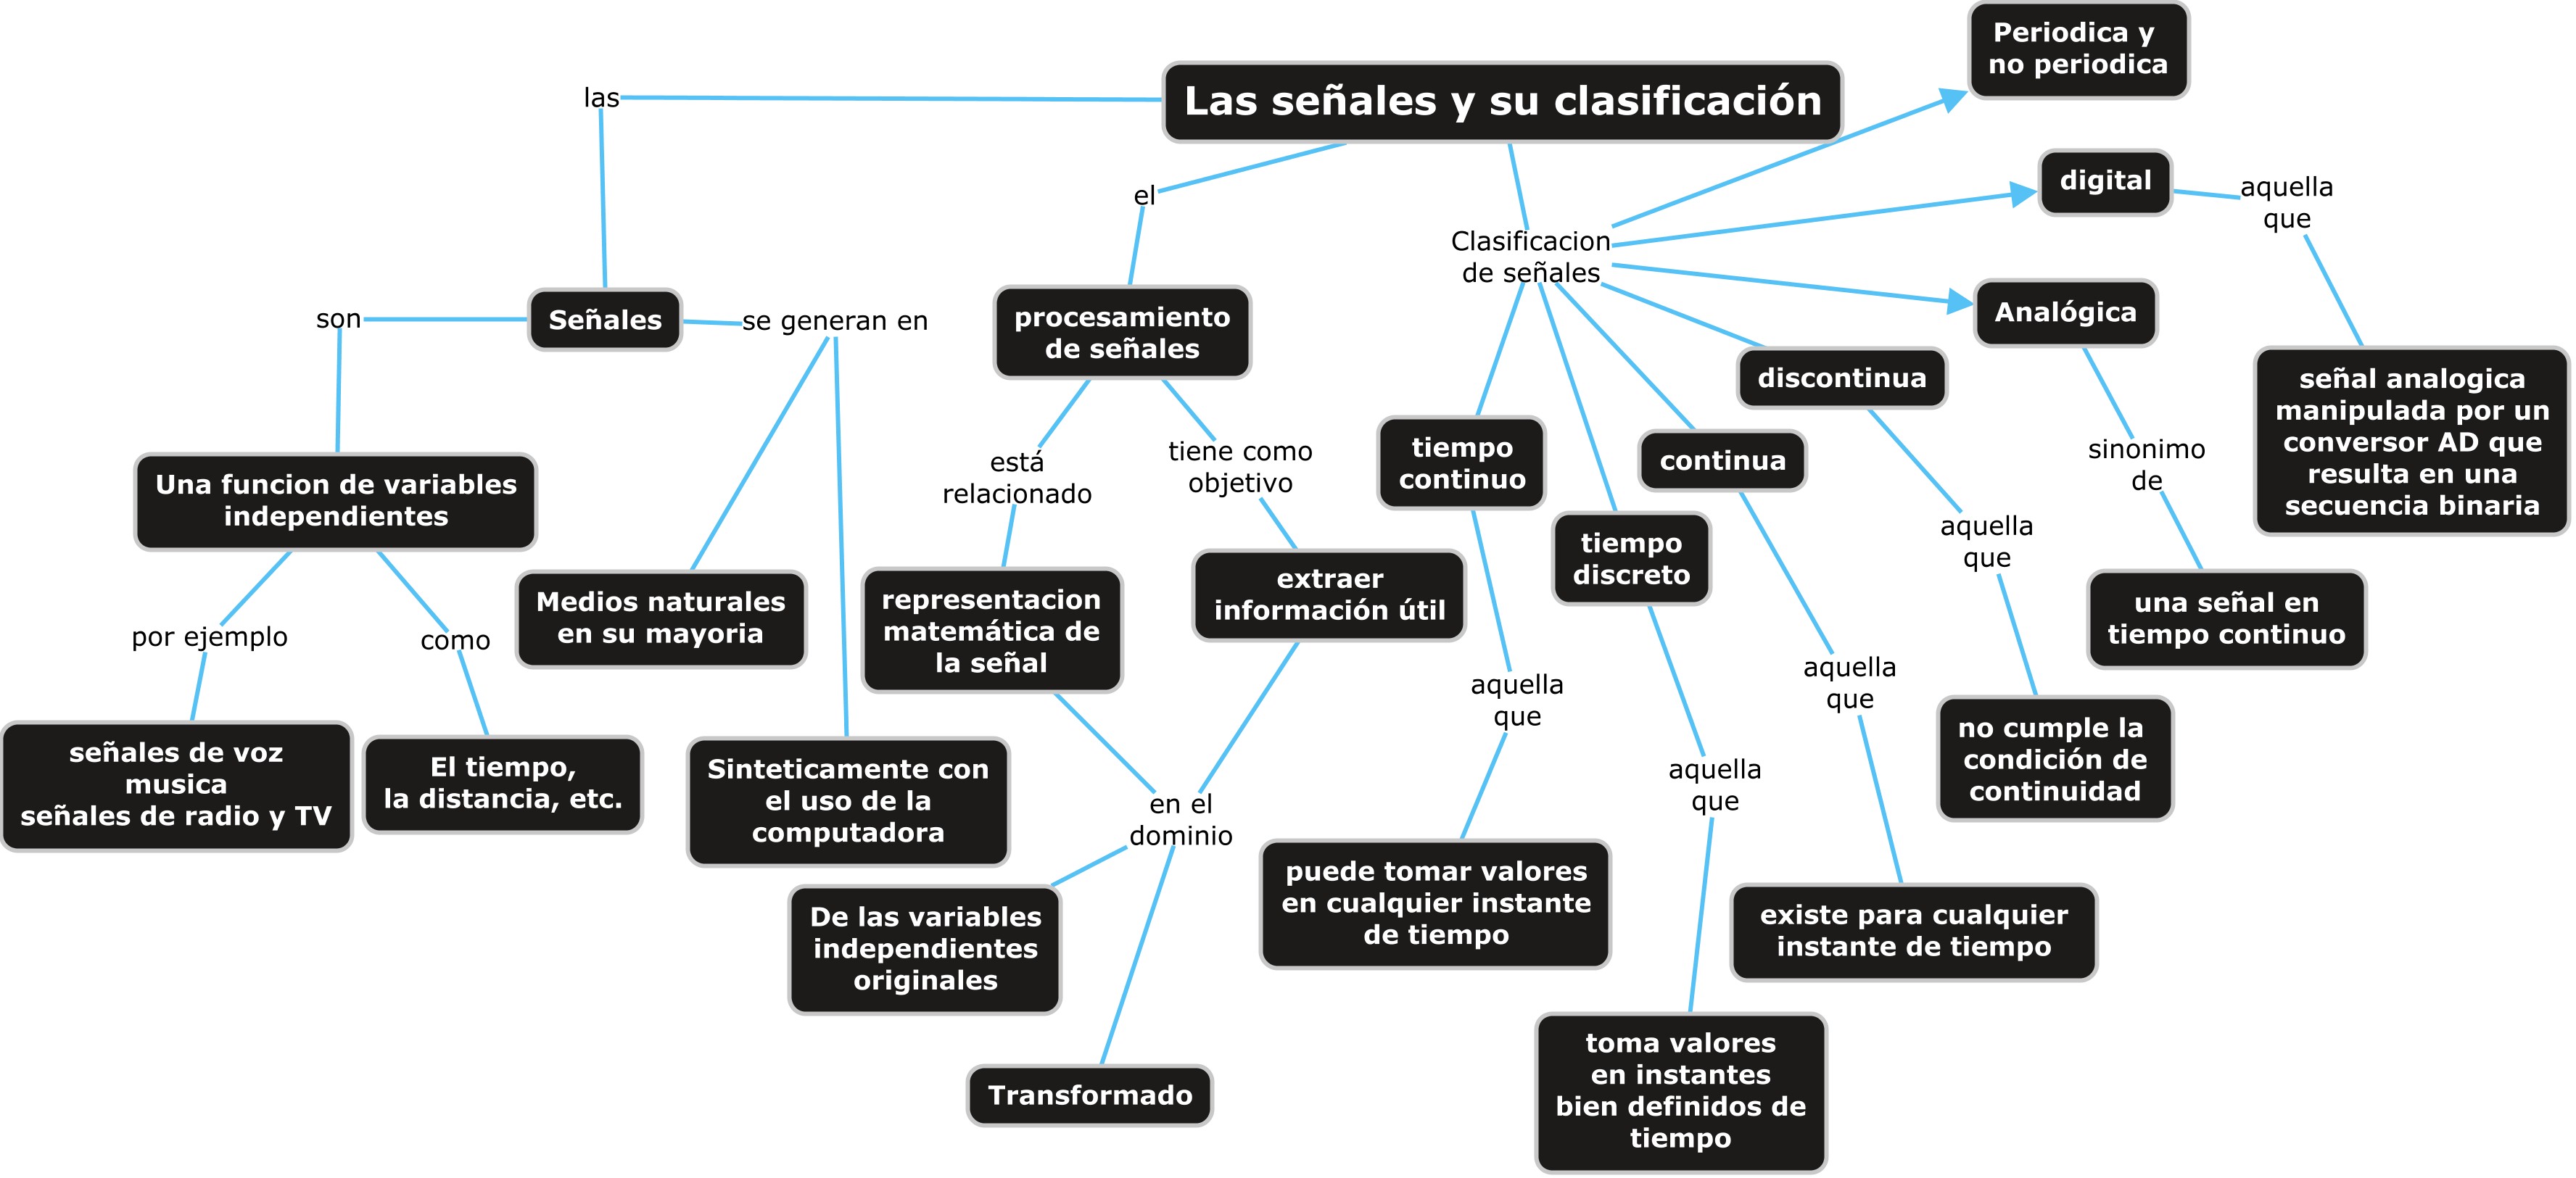 Las señales y su clasificación
las
Señales
son
Una funcion de variables
independientes
por ejemplo
señales de voz
musica
señales de radio y TV
como
El tiempo,
la distancia, etc.
se generan en
Medios naturales
en su mayoria
Sinteticamente con
el uso de la
computadora
el
procesamiento
de señales
está
relacionado
representacion
matemática de
la señal
tiene como
objetivo
extraer
información útil
en el
dominio
De las variables
independientes
originales
Transformado
Clasificacion
de señales
tiempo
continuo
aquella
que
puede tomar valores
en cualquier instante
de tiempo
tiempo
discreto
aquella
que
toma valores
en instantes
bien definidos de
tiempo
continua
aquella
que
existe para cualquier
instante de tiempo
discontinua
aquella
que
no cumple la
condición de
continuidad
Analógica
sinonimo
de
una señal en
tiempo continuo
digital
aquella
que
señal analogica
manipulada por un
conversor AD que
resulta en una
secuencia binaria
Periodica y
no periodica